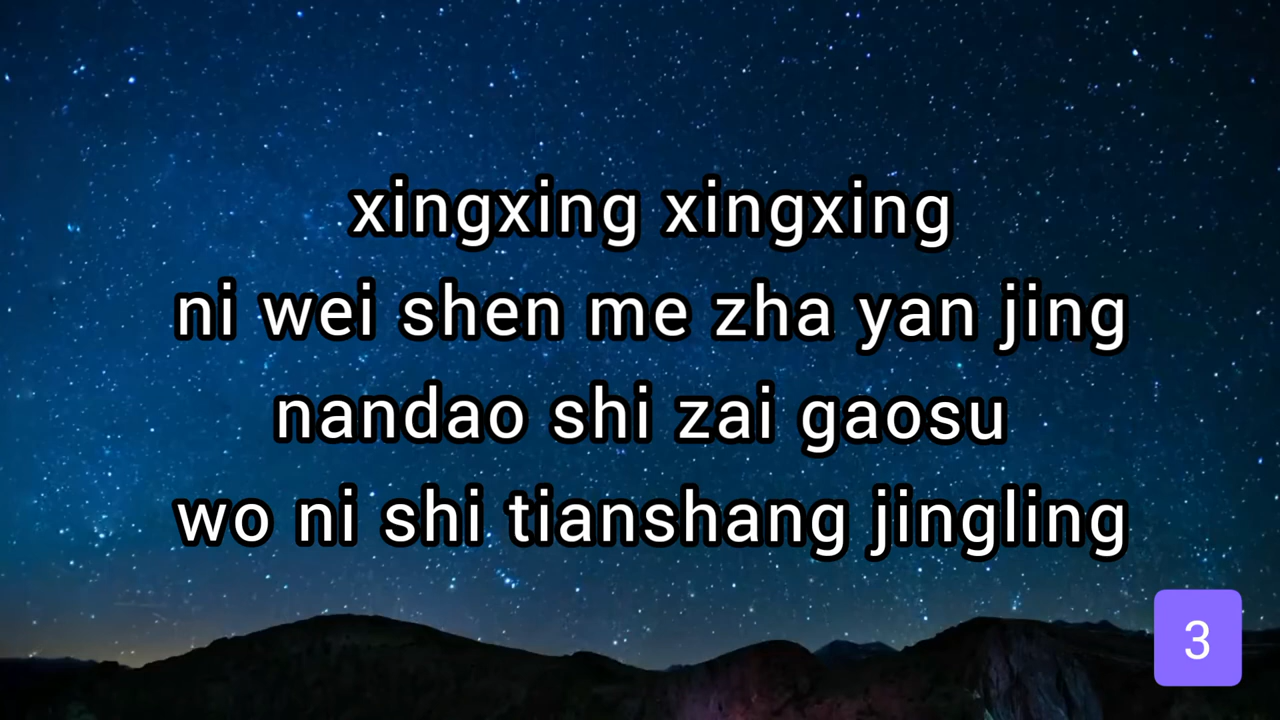 xingxing xingxing
ni wei shen me zha yan jing
nandao shi zai gaosu
wo ni shi tianshang jingling
3